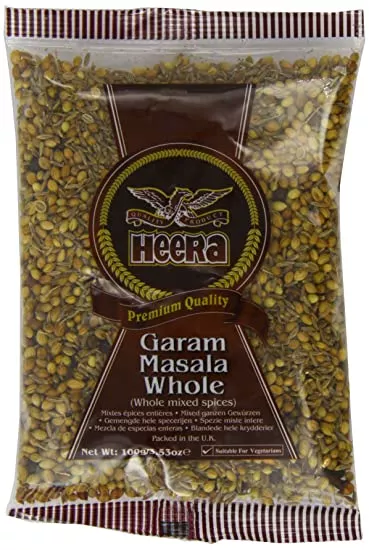 QUALITY PRODUCT
HEERA
Premium Quality
Garam
Masala
Whole
(Whole mixed spices)
Mixtes épices entières • Mixed ganzen Gewürzen
• Gemengde hele specerijen • Spezie miste intere
• Mezcla de especias enteras • Blandede hele krydderier
Packed in the U.K.
Net Wt: 100g/3.53oz℮ ✓ Suitable For Vegetarians